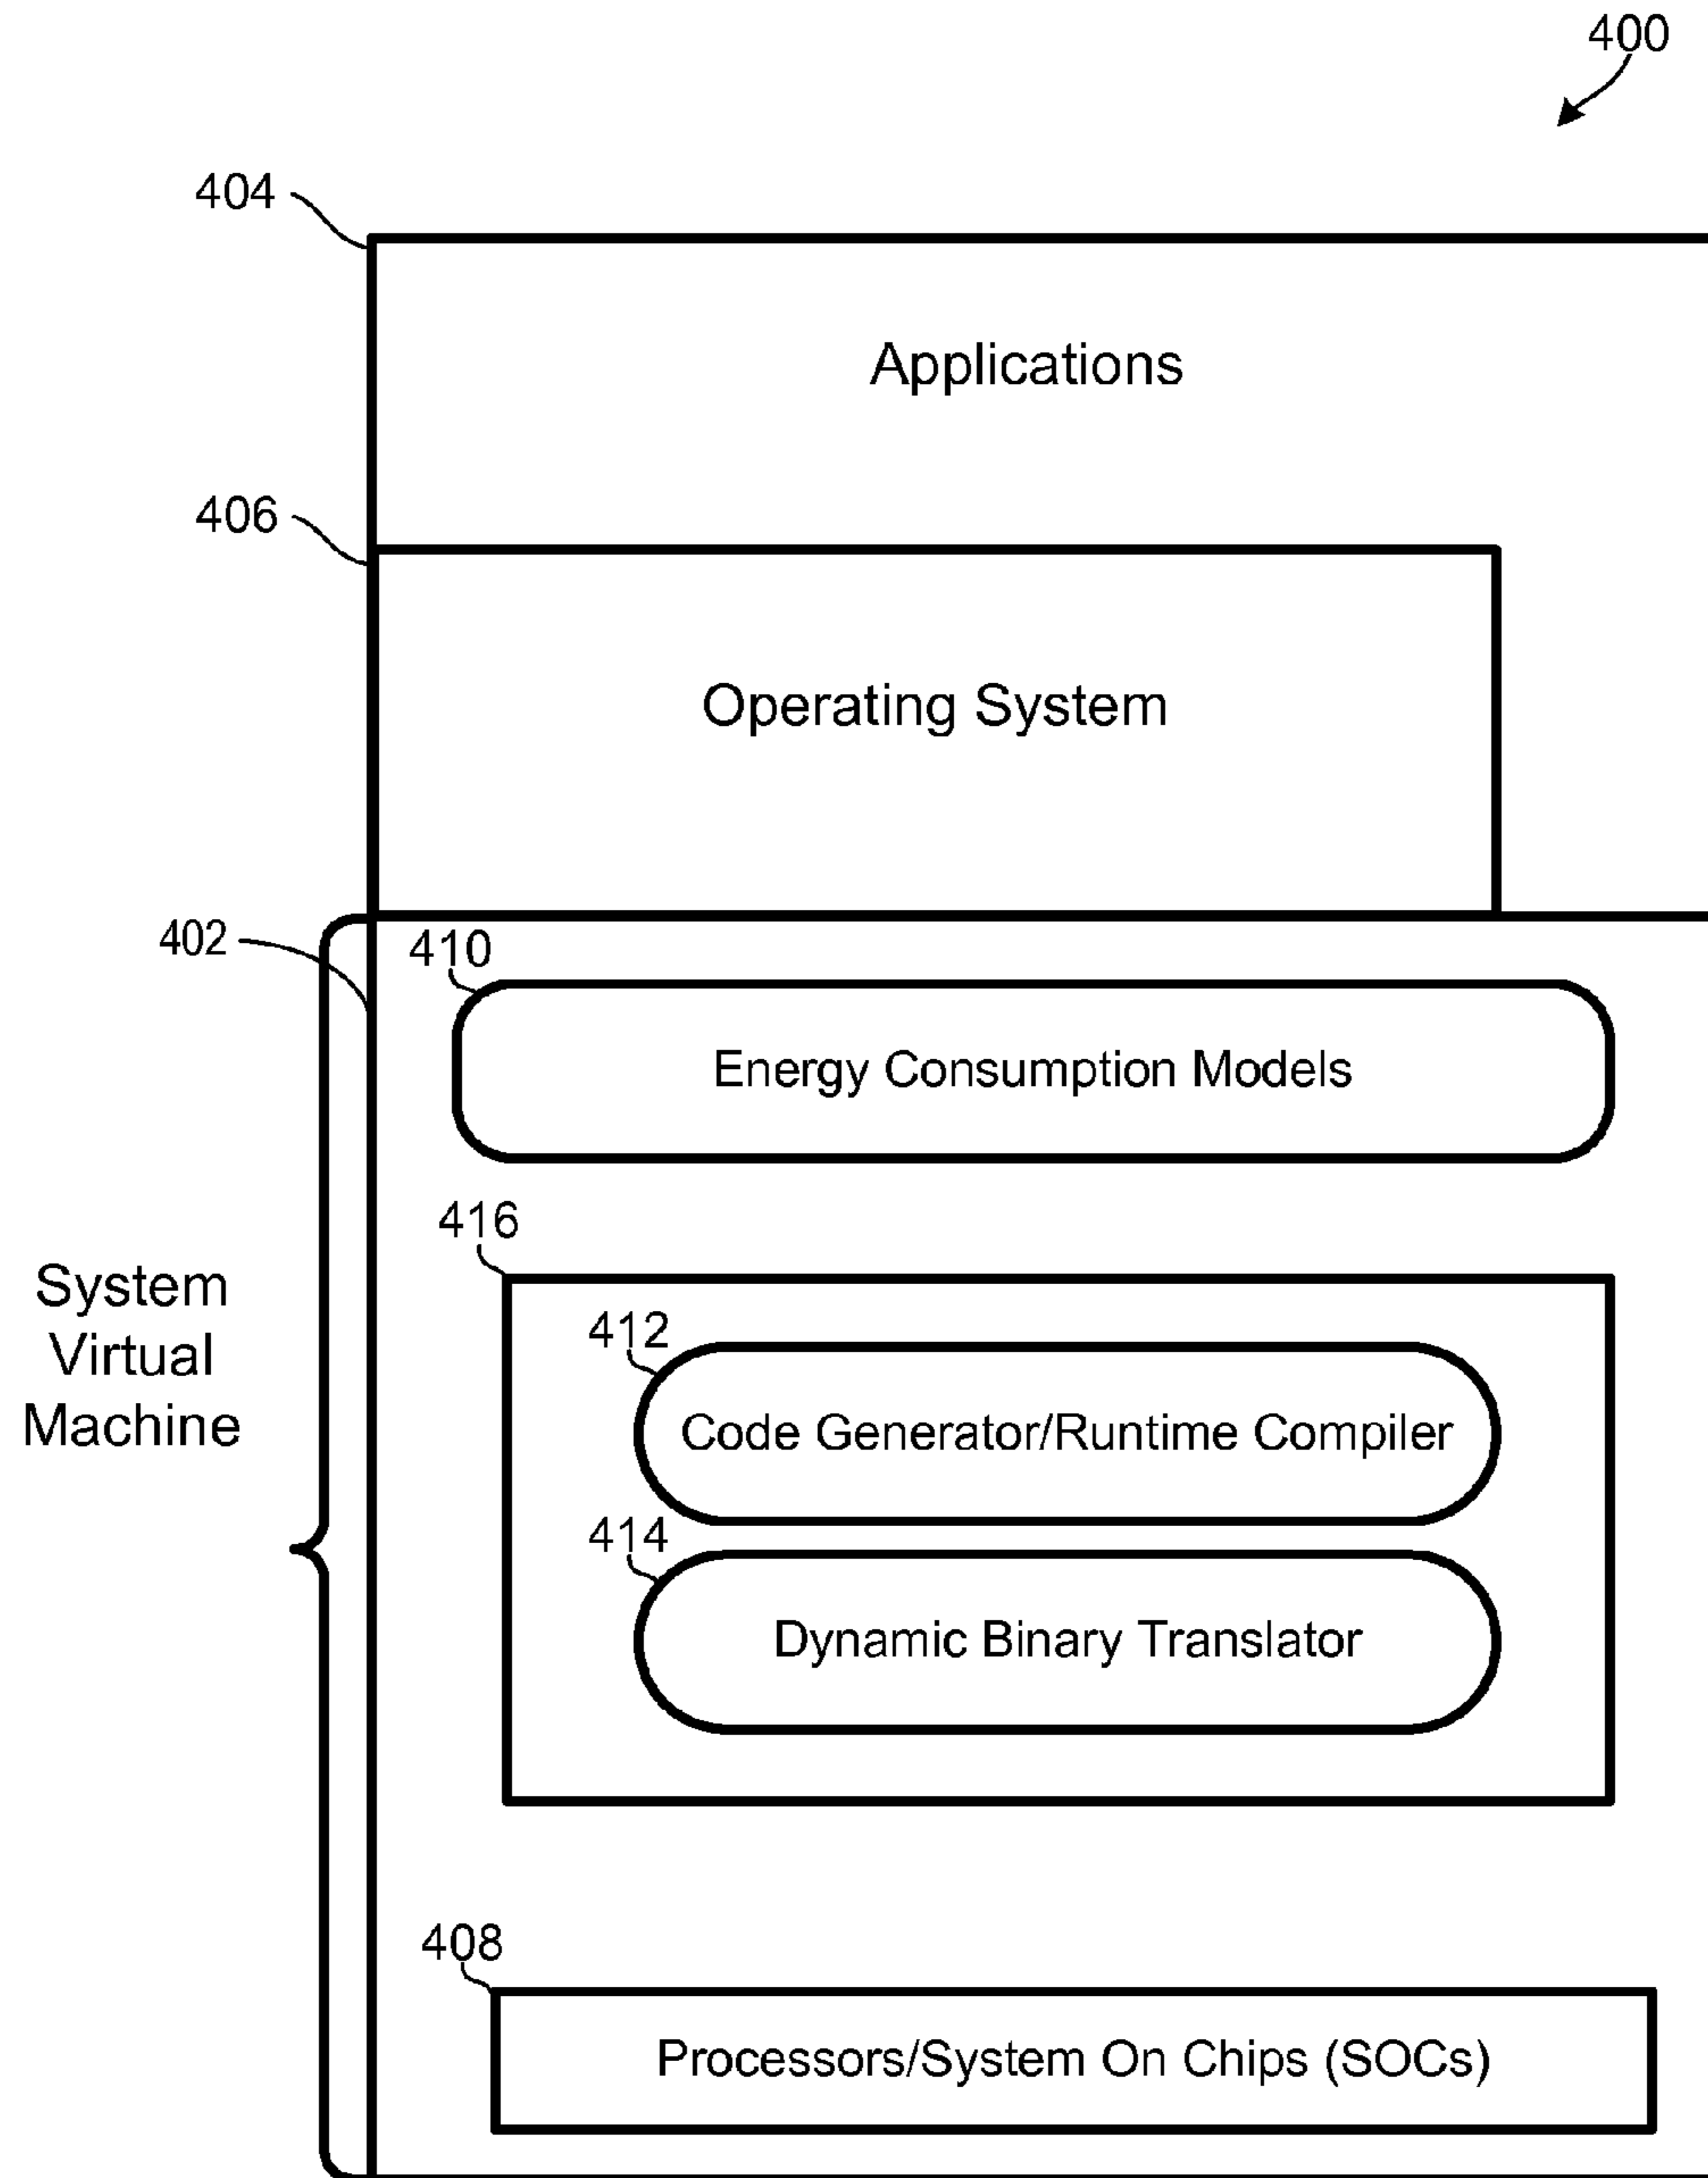 400
404
Applications
406
Operating System
402
410
Energy Consumption Models
416
System
Virtual
Machine
412
Code Generator/Runtime Compiler
414
Dynamic Binary Translator
408
Processors/System On Chips (SOCs)